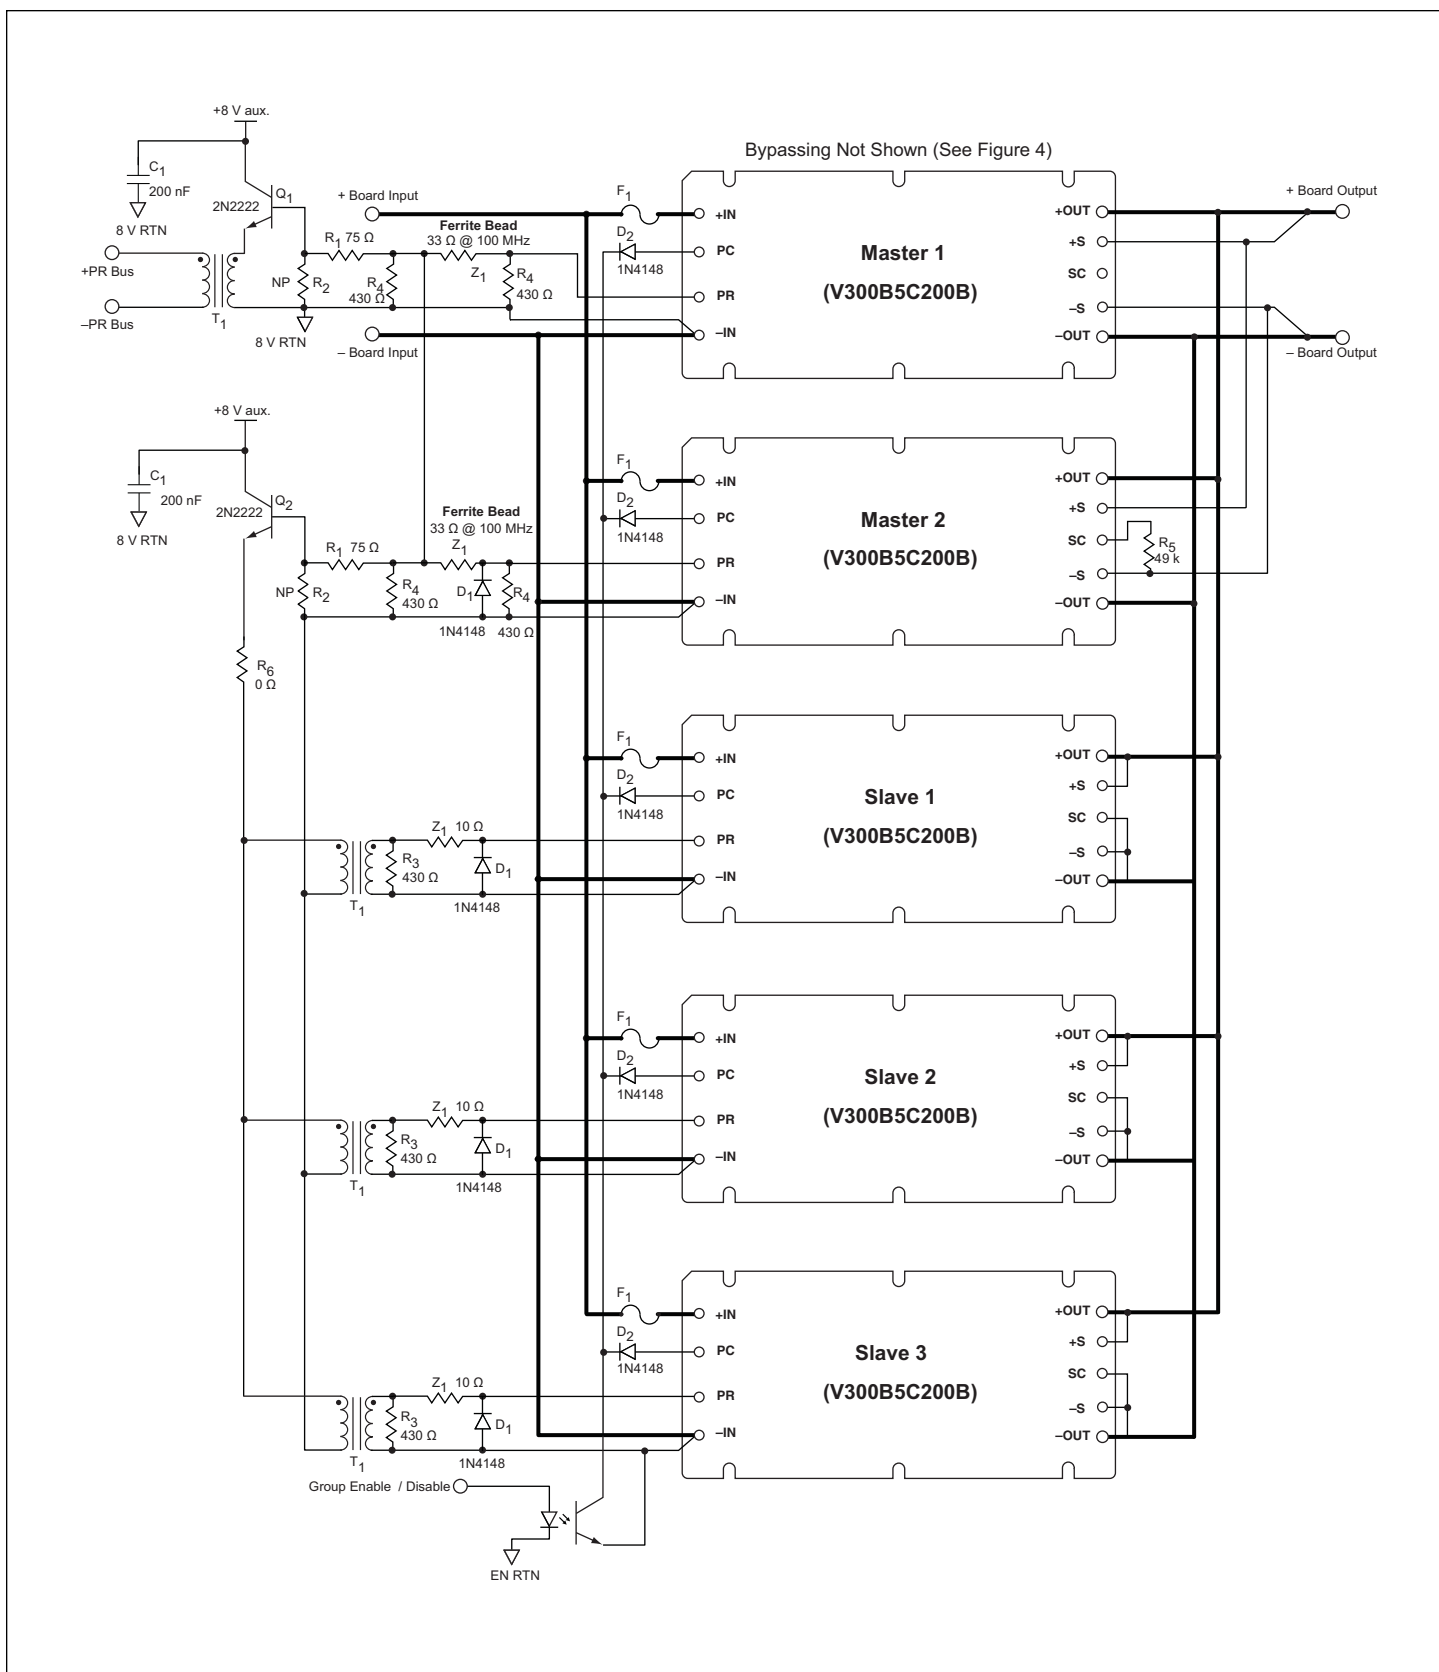 Bypassing Not Shown (See Figure 4)
+8 V aux.
C1
200 nF
8 V RTN
Q1
2N2222
+PR Bus
–PR Bus
T1
R1 75 Ω
NP R2
8 V RTN
R4
430 Ω
Ferrite Bead
33 Ω @ 100 MHz
Z1
R4
430 Ω
+ Board Input
– Board Input
F1
D2
1N4148
+IN
PC
PR
–IN
Master 1
(V300B5C200B)
+OUT
+S
SC
–S
–OUT
+ Board Output
– Board Output
+8 V aux.
C1
200 nF
8 V RTN
Q2
2N2222
R1 75 Ω
NP R2
R4
430 Ω
Ferrite Bead
33 Ω @ 100 MHz
Z1
D1
1N4148
R4
430 Ω
R6
0 Ω
F1
D2
1N4148
+IN
PC
PR
–IN
Master 2
(V300B5C200B)
+OUT
+S
SC
–S
–OUT
R5
49 k
F1
D2
1N4148
Z1 10 Ω
R3
430 Ω
D1
1N4148
T1
+IN
PC
PR
–IN
Slave 1
(V300B5C200B)
+OUT
+S
SC
–S
–OUT
F1
D2
1N4148
Z1 10 Ω
R3
430 Ω
D1
1N4148
T1
+IN
PC
PR
–IN
Slave 2
(V300B5C200B)
+OUT
+S
SC
–S
–OUT
F1
D2
1N4148
Z1 10 Ω
R3
430 Ω
D1
1N4148
T1
+IN
PC
PR
–IN
Slave 3
(V300B5C200B)
+OUT
+S
SC
–S
–OUT
Group Enable / Disable
EN RTN